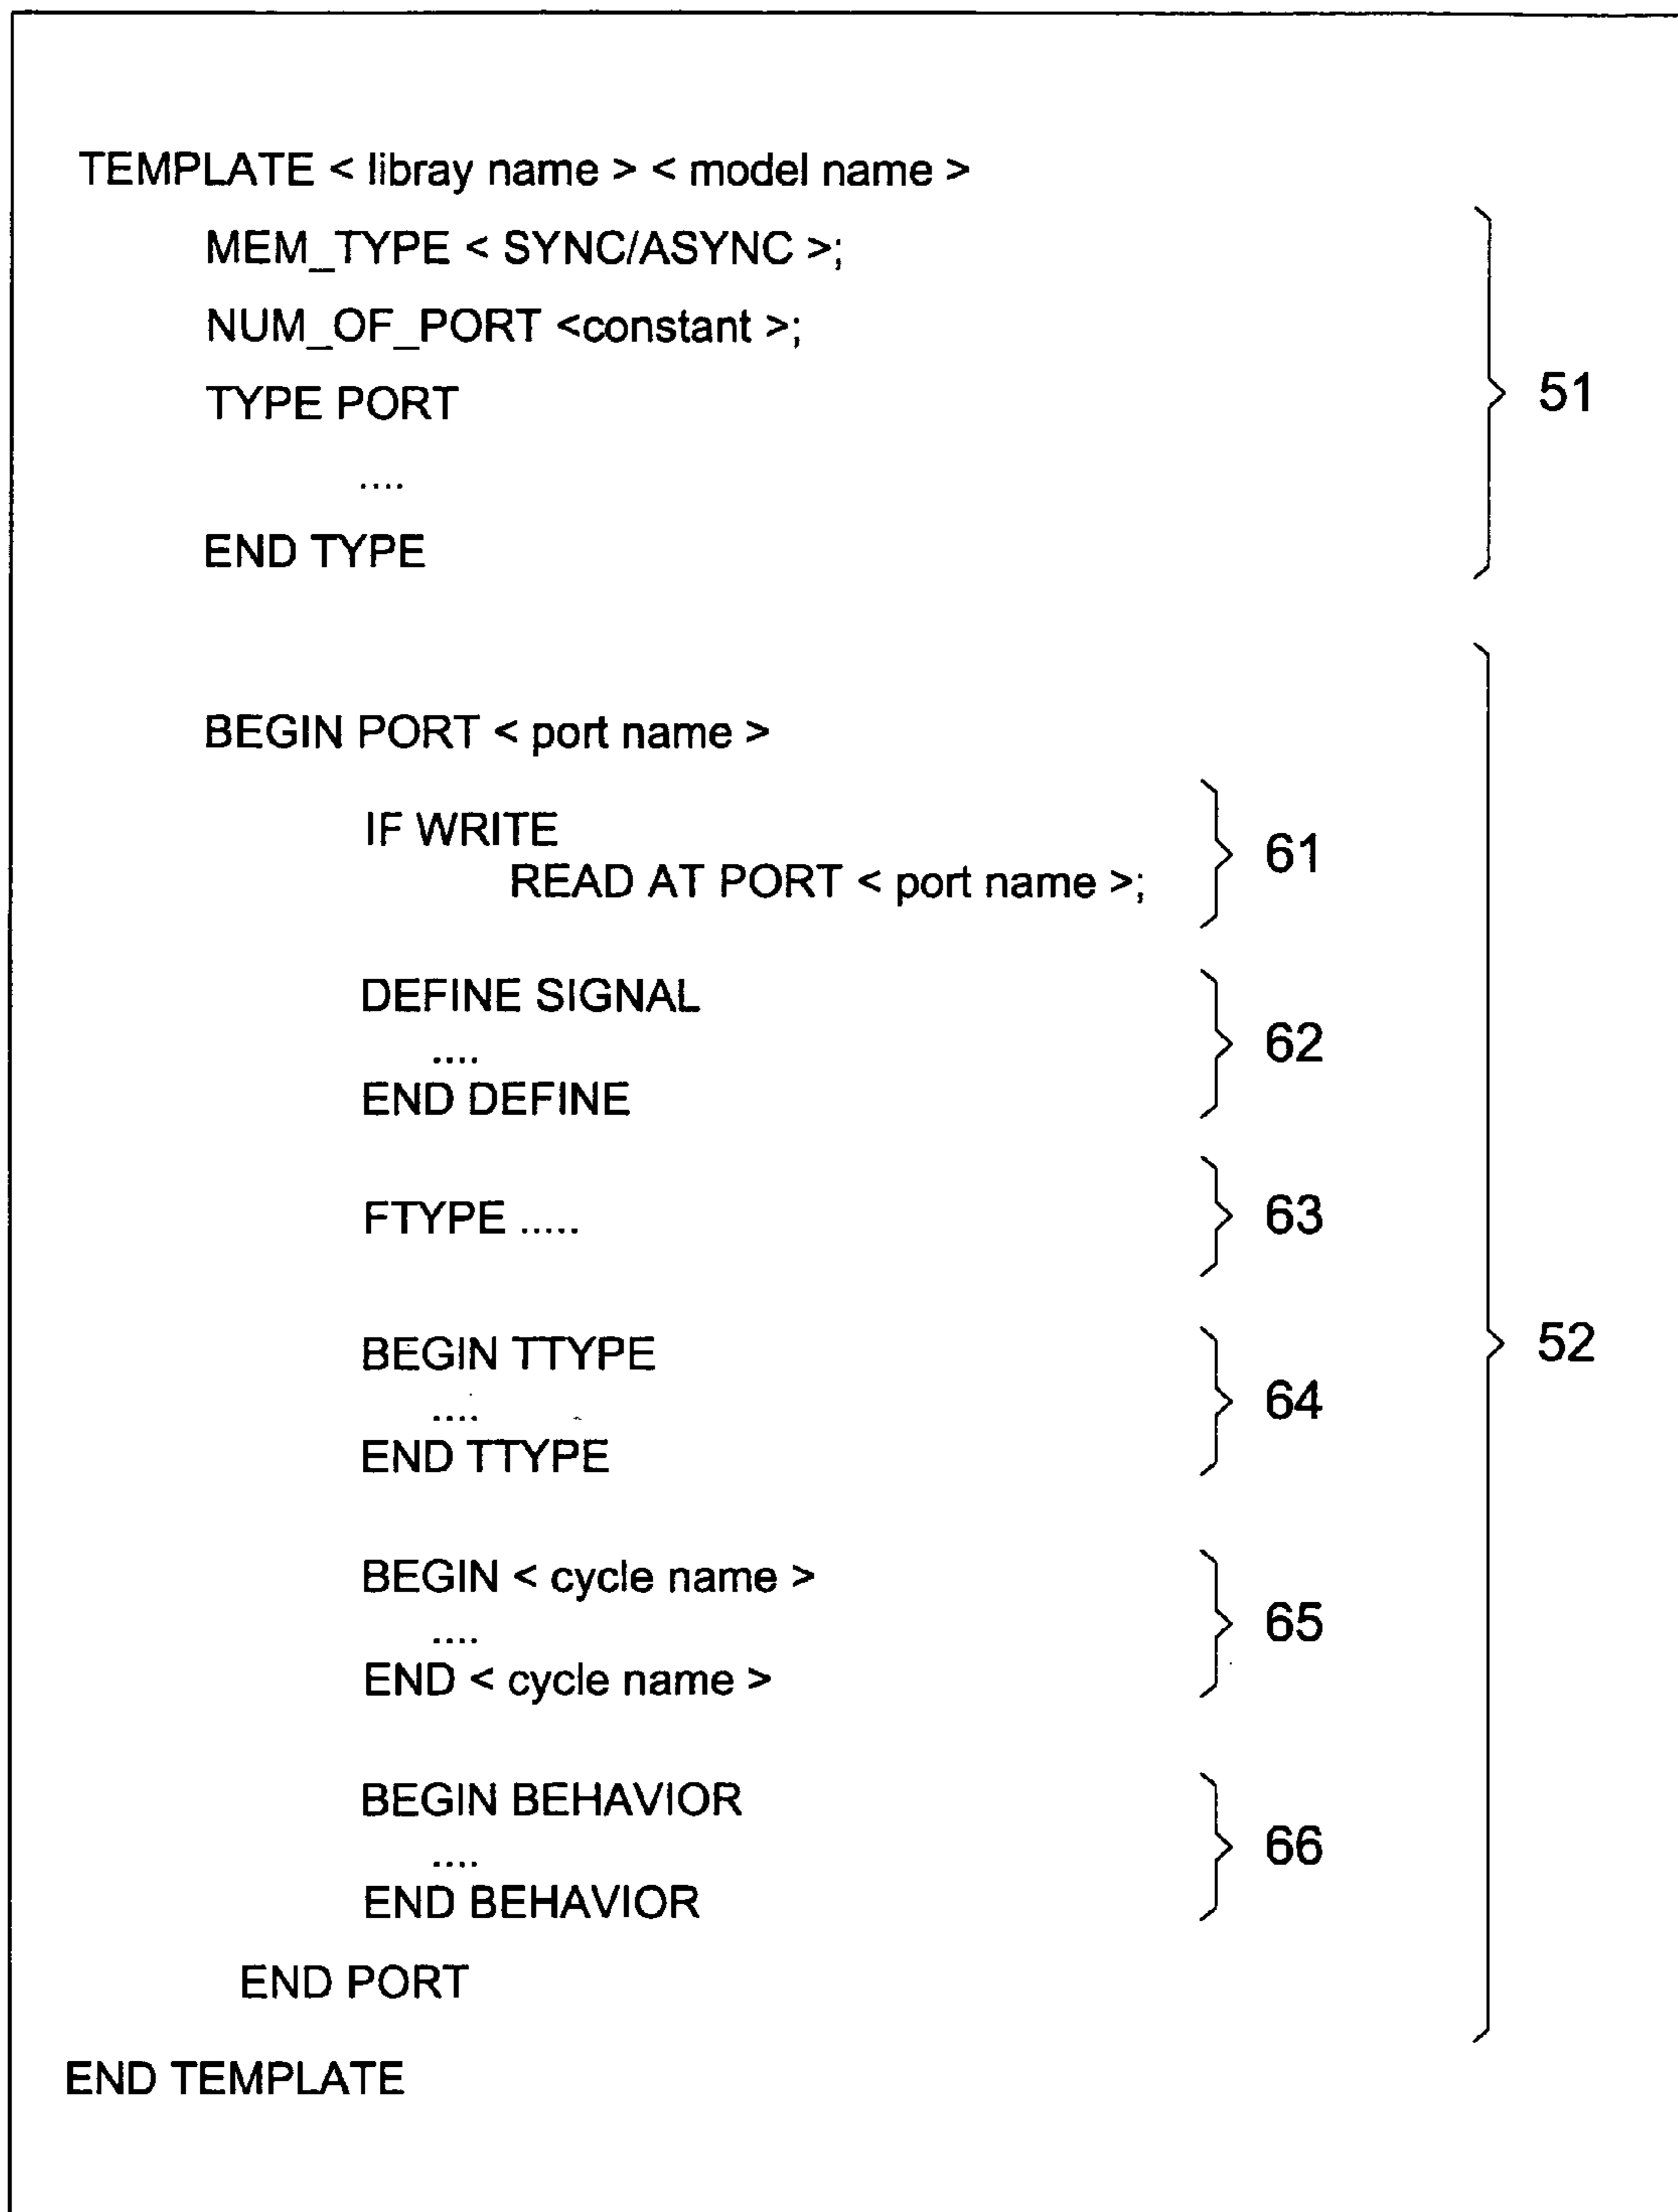 TEMPLATE < libray name > < model name >
MEM_TYPE < SYNC/ASYNC >;
NUM_OF_PORT <constant >;
TYPE PORT
....
END TYPE
51
BEGIN PORT < port name >
IF WRITE
READ AT PORT < port name >;
61
DEFINE SIGNAL
....
END DEFINE
62
FTYPE .....
63
BEGIN TTYPE
....
END TTYPE
64
52
BEGIN < cycle name >
....
END < cycle name >
65
BEGIN BEHAVIOR
....
END BEHAVIOR
66
END PORT
END TEMPLATE